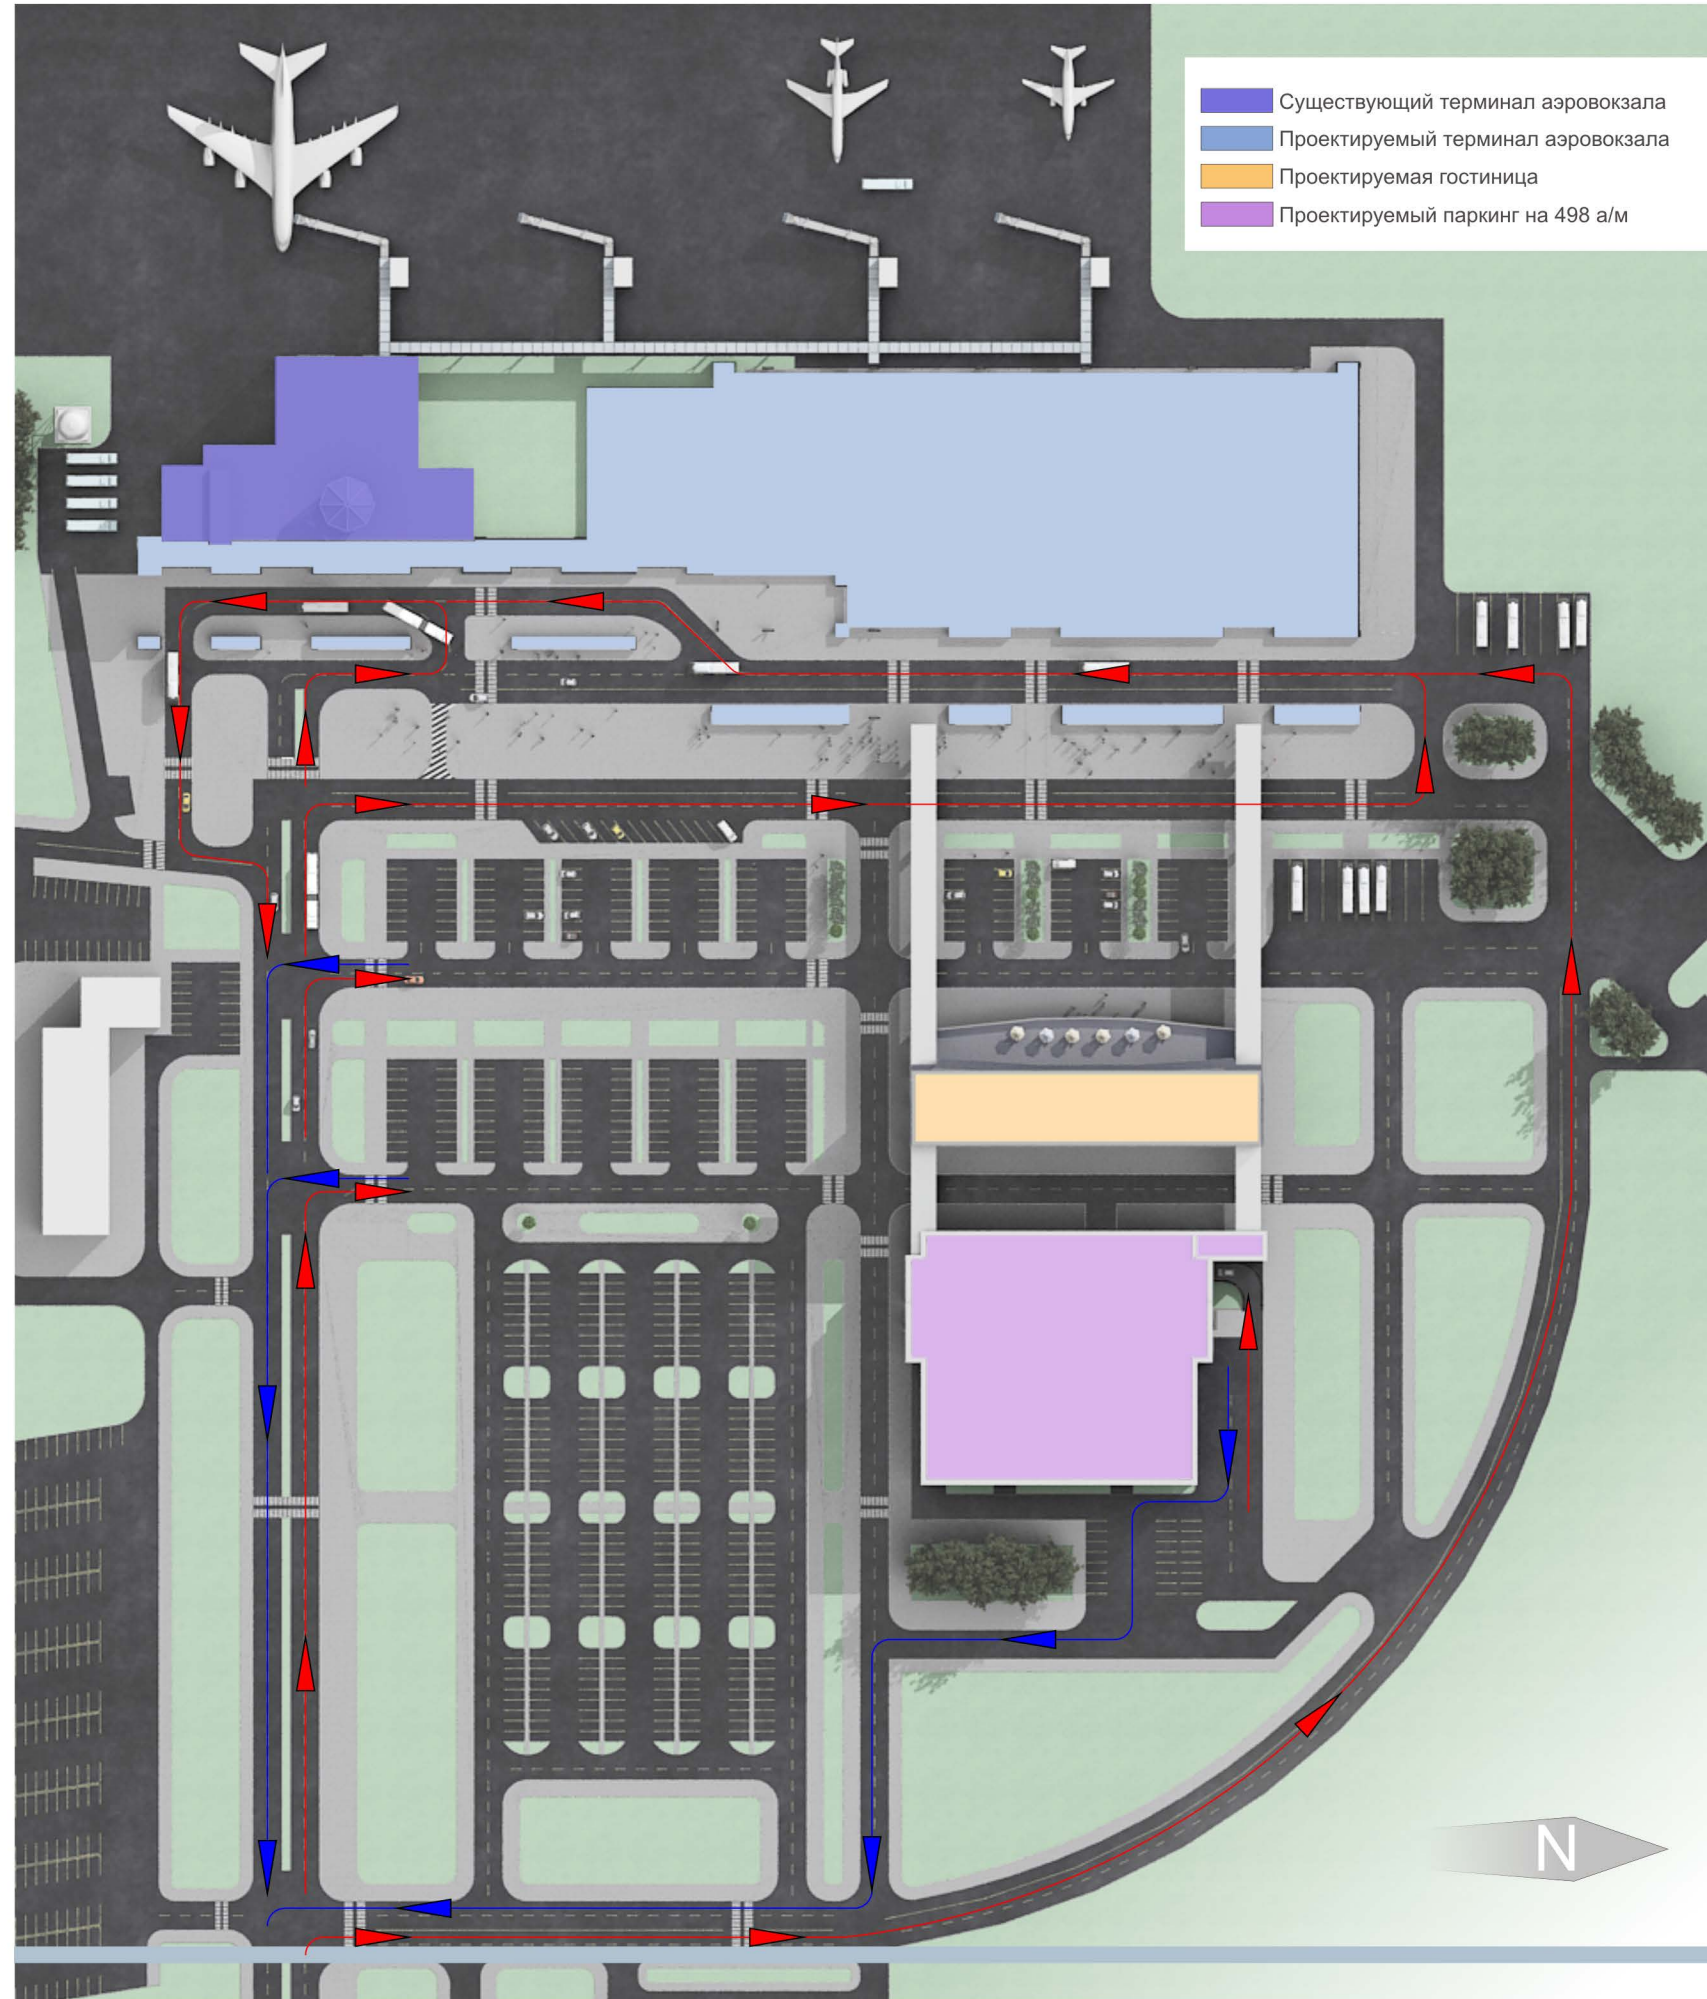 Существующий терминал аэровокзала
Проектируемый терминал аэровокзала
Проектируемая гостиница
Проектируемый паркинг на 498 а/м
N